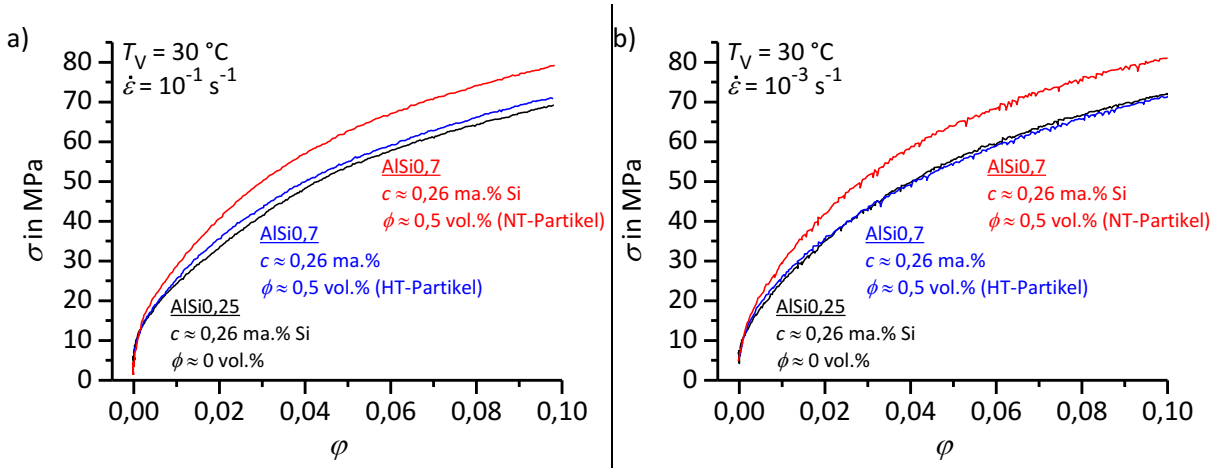 a)
T_V = 30 °C
ε̇ = 10⁻¹ s⁻¹
σ in MPa
80
70
60
50
40
30
20
10
0
AlSi0,7
c ≈ 0,26 ma.% Si
ϕ ≈ 0,5 vol.% (NT-Partikel)
AlSi0,7
c ≈ 0,26 ma.%
ϕ ≈ 0,5 vol.% (HT-Partikel)
AlSi0,25
c ≈ 0,26 ma.% Si
ϕ ≈ 0 vol.%
0,00 0,02 0,04 0,06 0,08 0,10
φ
b)
T_V = 30 °C
ε̇ = 10⁻³ s⁻¹
σ in MPa
80
70
60
50
40
30
20
10
0
AlSi0,7
c ≈ 0,26 ma.% Si
ϕ ≈ 0,5 vol.% (NT-Partikel)
AlSi0,7
c ≈ 0,26 ma.%
ϕ ≈ 0,5 vol.% (HT-Partikel)
AlSi0,25
c ≈ 0,26 ma.% Si
ϕ ≈ 0 vol.%
0,00 0,02 0,04 0,06 0,08 0,10
φ